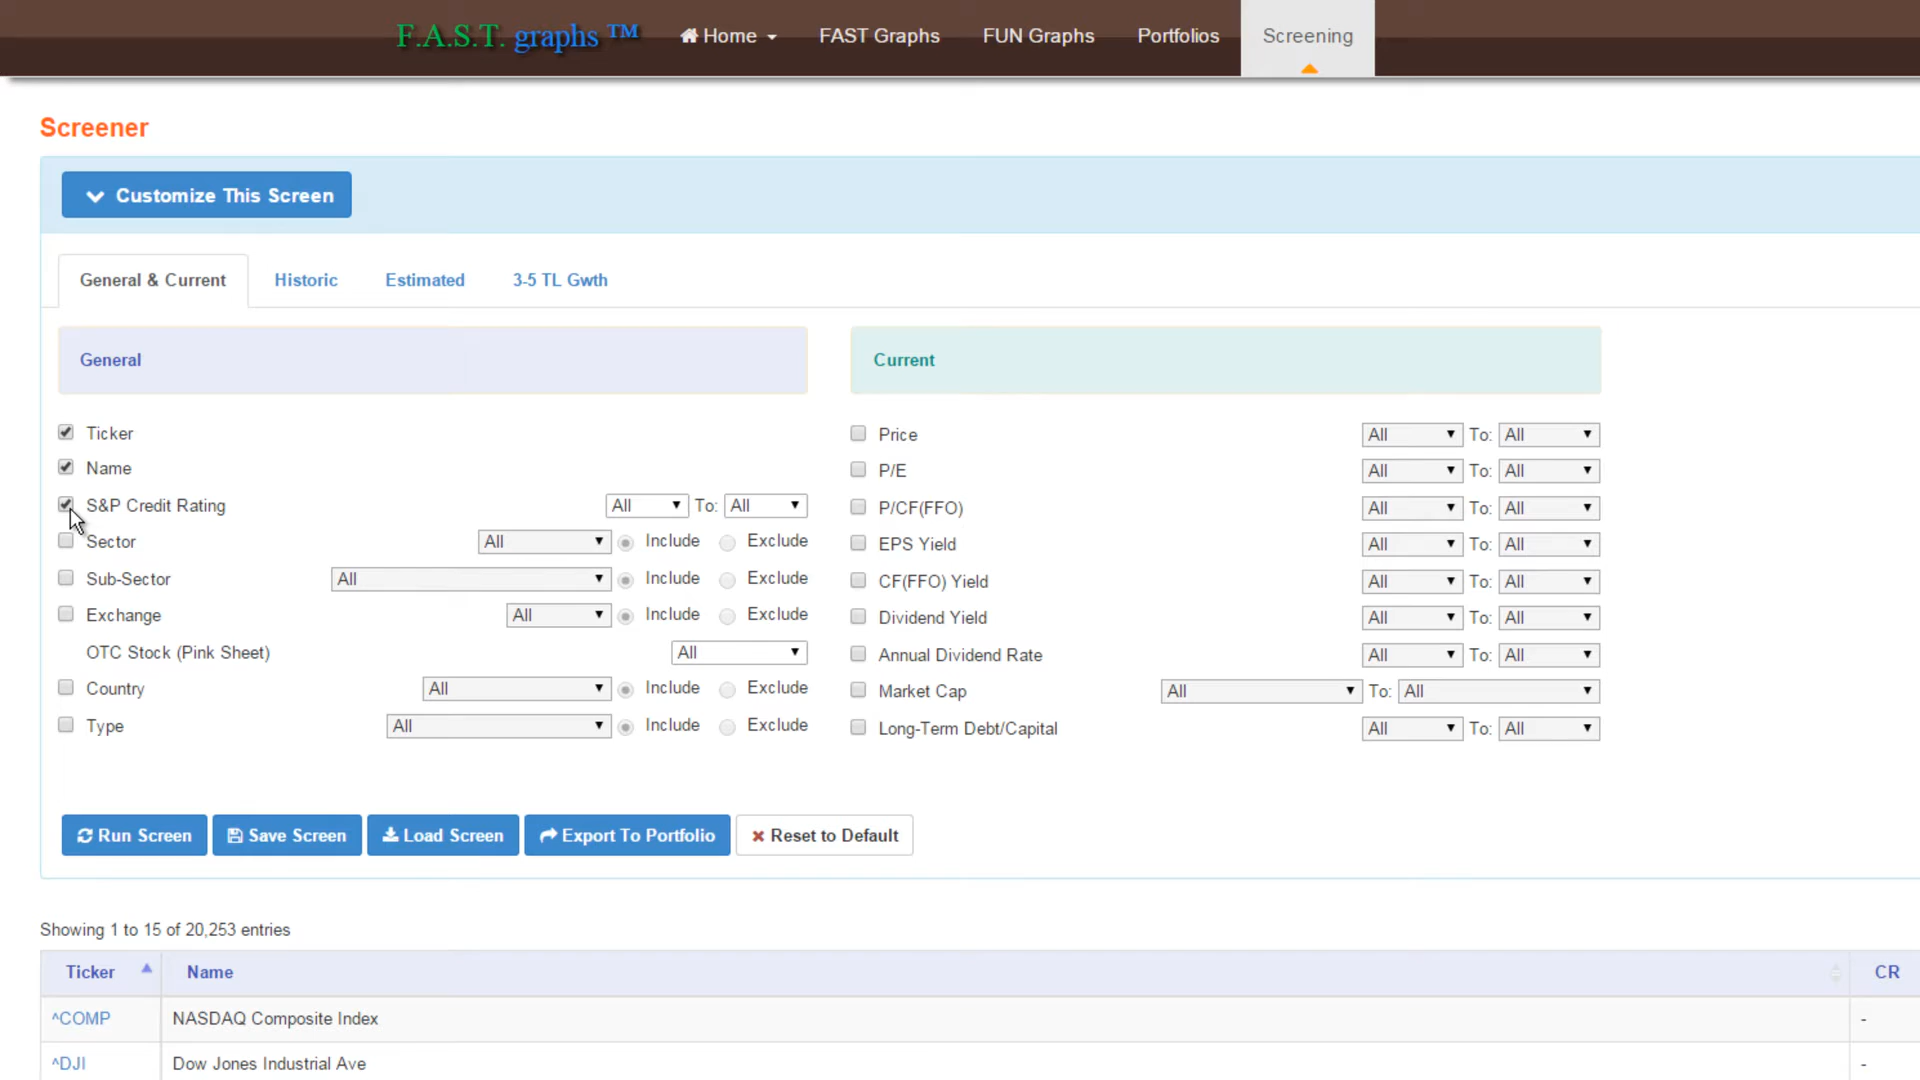 F.A.S.T. graphs ™ Home FAST Graphs FUN Graphs Portfolios Screening
Screener
Customize This Screen
General & Current Historic Estimated 3-5 TL Gwth
General Current
Ticker
Name
S&P Credit Rating All To: All
Sector All Include Exclude
Sub-Sector All Include Exclude
Exchange All Include Exclude
OTC Stock (Pink Sheet) All
Country All Include Exclude
Type All Include Exclude
Price All To: All
P/E All To: All
P/CF(FFO) All To: All
EPS Yield All To: All
CF(FFO) Yield All To: All
Dividend Yield All To: All
Annual Dividend Rate All To: All
Market Cap All To: All
Long-Term Debt/Capital All To: All
Run Screen Save Screen Load Screen Export To Portfolio Reset to Default
Showing 1 to 15 of 20,253 entries
Ticker Name CR
^COMP NASDAQ Composite Index -
^DJI Dow Jones Industrial Ave -